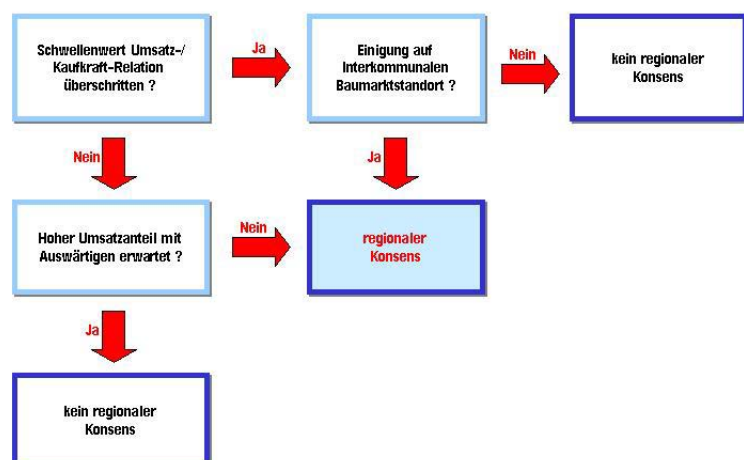 Schwellenwert Umsatz-/
Kaufkraft-Relation
überschritten ?
Ja
Einigung auf
Interkommunalen
Baumarktstandort ?
Nein
kein regionaler
Konsens
Nein
Ja
Hoher Umsatzanteil mit
Auswärtigen erwartet ?
Nein
regionaler
Konsens
Ja
kein regionaler
Konsens